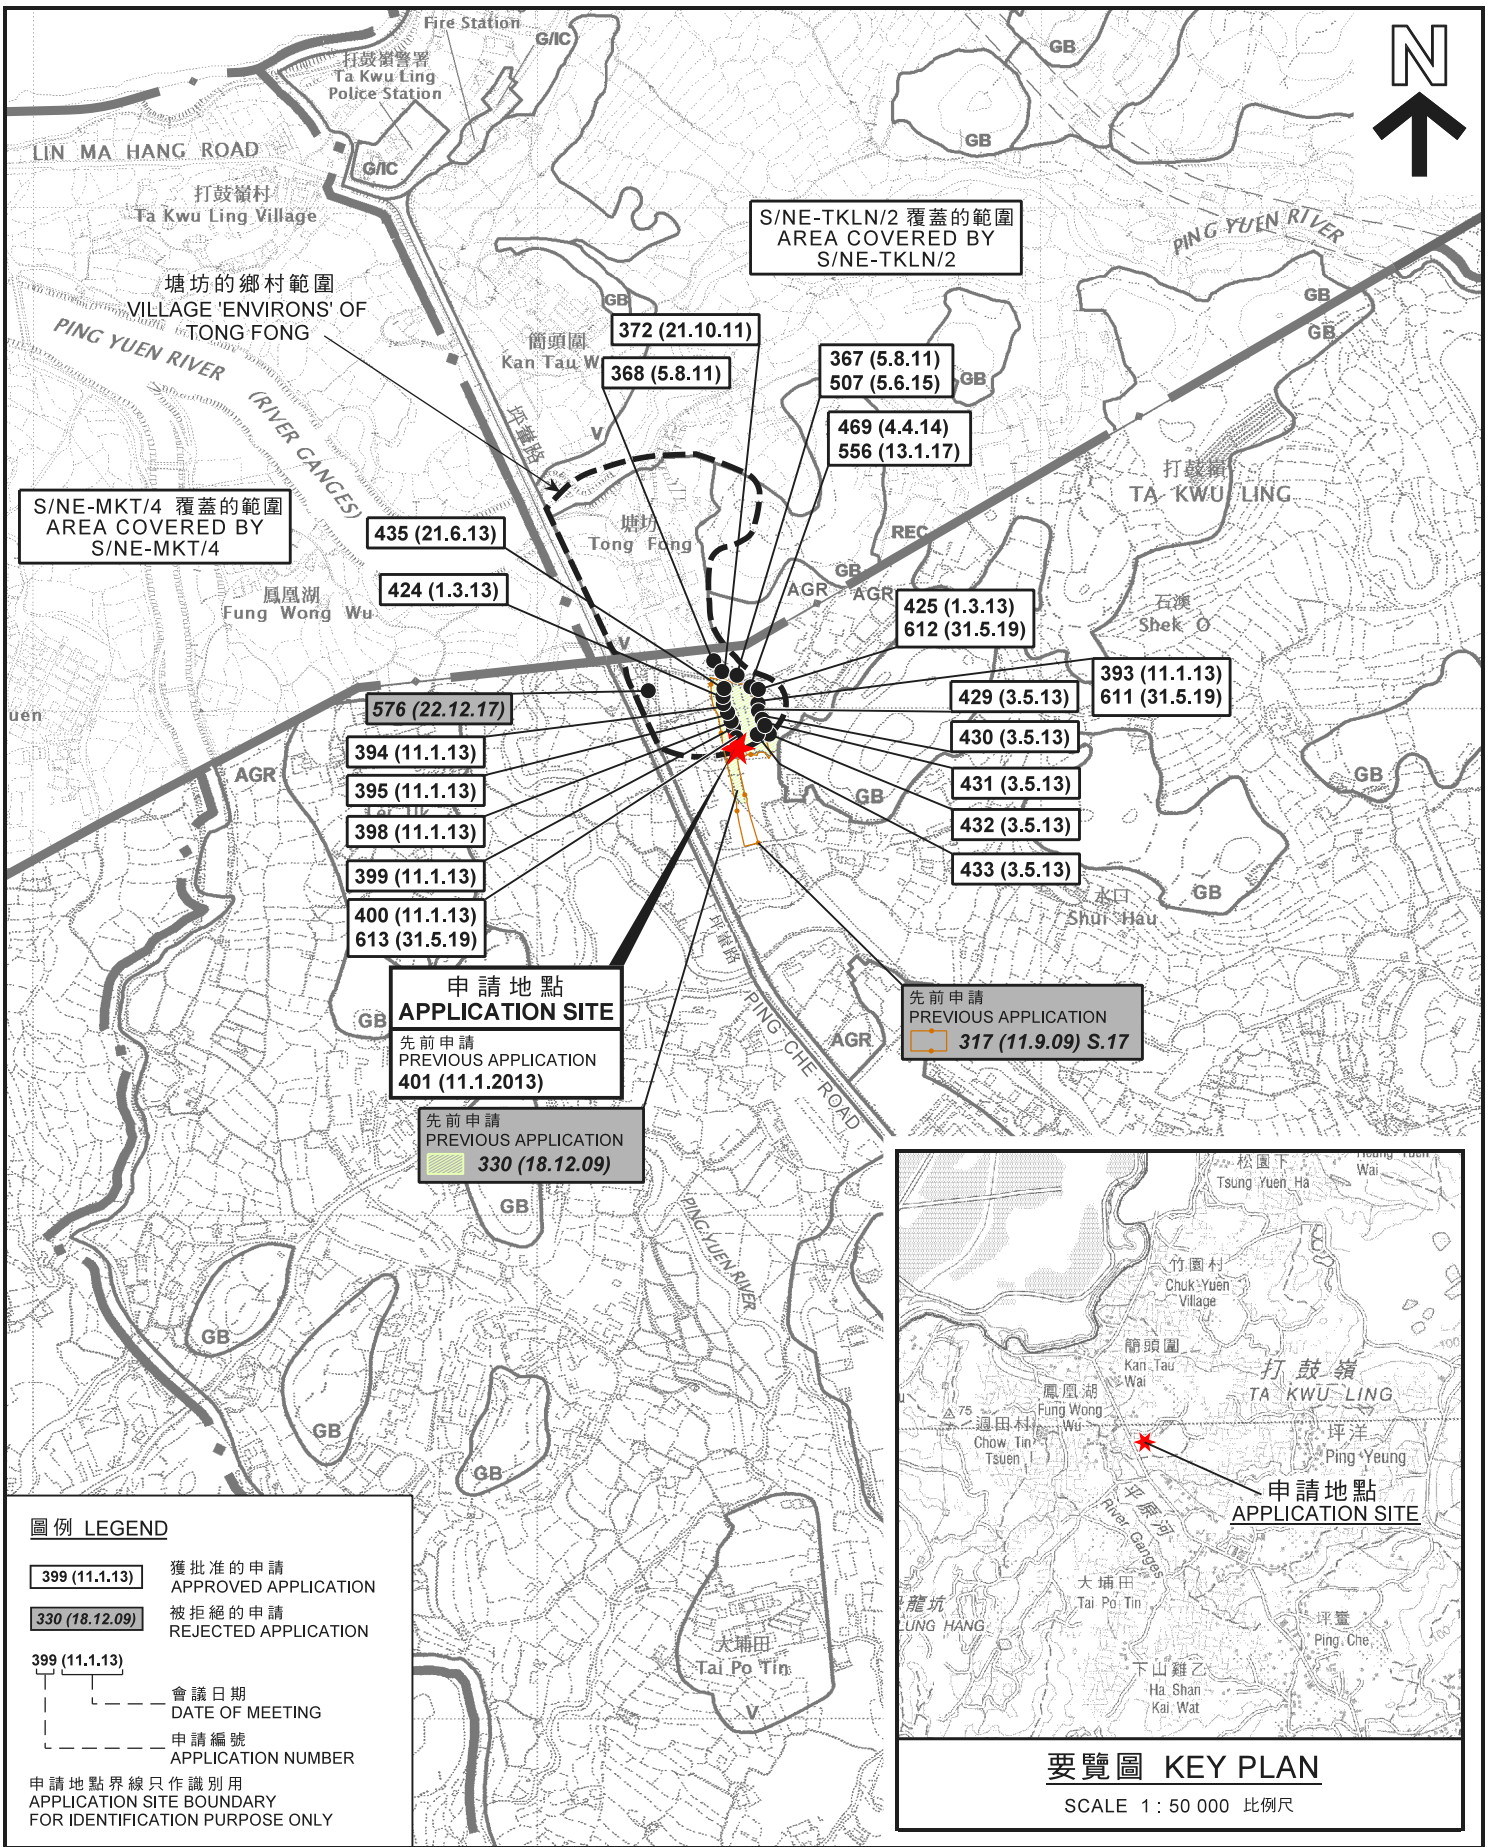 Fire Station
G/IC
打鼓嶺警署
Ta Kwu Ling
Police Station
GB
N
LIN MA HANG ROAD
G/IC
GB
打鼓嶺村
Ta Kwu Ling Village
S/NE-TKLN/2 覆蓋的範圍
AREA COVERED BY
S/NE-TKLN/2
PING YUEN RIVER
塘坊的鄉村範圍
VILLAGE 'ENVIRONS' OF
TONG FONG
GB
GB
GB
PING YUEN RIVER
(RIVER GANGES)
簡頭圍
Kan Tau W
372 (21.10.11)
368 (5.8.11)
367 (5.8.11)
507 (5.6.15)
GB
469 (4.4.14)
556 (13.1.17)
坪輋路
V
打鼓嶺
TA KWU LING
S/NE-MKT/4 覆蓋的範圍
AREA COVERED BY
S/NE-MKT/4
435 (21.6.13)
塘坊
Tong Fong
REC
GB
AGR
AGR
424 (1.3.13)
鳳凰湖
Fung Wong Wu
425 (1.3.13)
612 (31.5.19)
石澳
Shek O
V
393 (11.1.13)
611 (31.5.19)
429 (3.5.13)
uen
576 (22.12.17)
430 (3.5.13)
394 (11.1.13)
AGR
GB
395 (11.1.13)
431 (3.5.13)
GB
Lei Uk
398 (11.1.13)
432 (3.5.13)
399 (11.1.13)
433 (3.5.13)
GB
水口
Shui Hau
400 (11.1.13)
613 (31.5.19)
坪輋路
申請地點
APPLICATION SITE
先前申請
PREVIOUS APPLICATION
401 (11.1.2013)
GB
PING CHE ROAD
AGR
先前申請
PREVIOUS APPLICATION
317 (11.9.09) S.17
先前申請
PREVIOUS APPLICATION
330 (18.12.09)
GB
PING YUEN RIVER
GB
GB
GB
大埔田
Tai Po Tin
V
圖例 LEGEND
399 (11.1.13)
獲批准的申請
APPROVED APPLICATION
330 (18.12.09)
被拒絕的申請
REJECTED APPLICATION
399 (11.1.13)
會議日期
DATE OF MEETING
申請編號
APPLICATION NUMBER
申請地點界線只作識別用
APPLICATION SITE BOUNDARY
FOR IDENTIFICATION PURPOSE ONLY
松園下
Tsung Yuen Ha
Wai
竹園村
Chuk Yuen
Village
簡頭圍
Kan Tau
Wai
打鼓嶺
TA KWU LING
鳳凰湖
Fung Wong
Wu
75
週田村
Chow Tin
Tsuen
坪洋
Ping Yeung
申請地點
APPLICATION SITE
平原河
River Ganges
大埔田
Tai Po Tin
龍坑
LUNG HANG
坪輋
Ping Che
下山雞乙
Ha Shan
Kai Wat
要覽圖 KEY PLAN
SCALE 1 : 50 000 比例尺